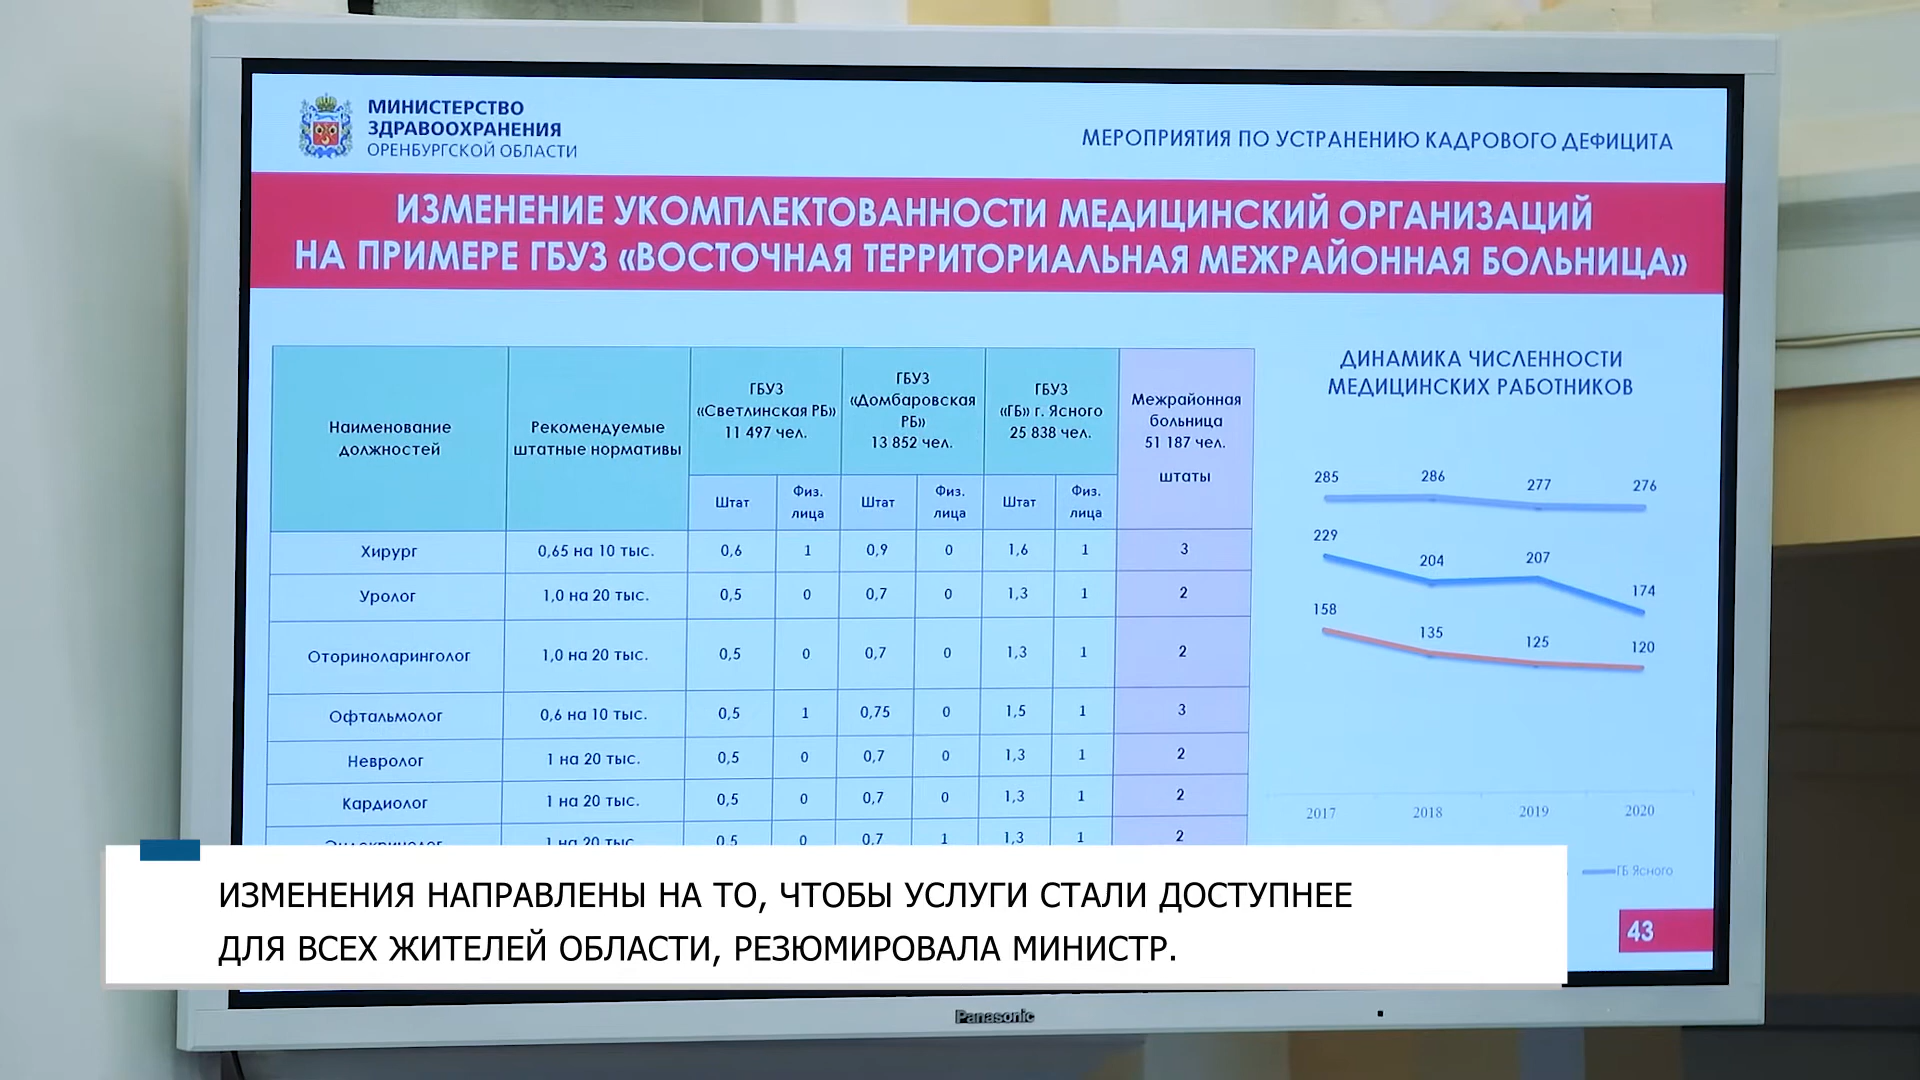 МИНИСТЕРСТВО
ЗДРАВООХРАНЕНИЯ
ОРЕНБУРГСКОЙ ОБЛАСТИ
МЕРОПРИЯТИЯ ПО УСТРАНЕНИЮ КАДРОВОГО ДЕФИЦИТА
ИЗМЕНЕНИЕ УКОМПЛЕКТОВАННОСТИ МЕДИЦИНСКИЙ ОРГАНИЗАЦИЙ
НА ПРИМЕРЕ ГБУЗ «ВОСТОЧНАЯ ТЕРРИТОРИАЛЬНАЯ МЕЖРАЙОННАЯ БОЛЬНИЦА»
Наименование
должностей
Рекомендуемые
штатные нормативы
ГБУЗ
«Светлинская РБ»
11 497 чел.
ГБУЗ
«Домбаровская
РБ»
13 852 чел.
ГБУЗ
«ГБ» г. Ясного
25 838 чел.
Межрайонная
больница
51 187 чел.
штаты
Штат Физ. лица Штат Физ. лица Штат Физ. лица
Хирург 0,65 на 10 тыс. 0,6 1 0,9 0 1,6 1 3
Уролог 1,0 на 20 тыс. 0,5 0 0,7 0 1,3 1 2
Оториноларинголог 1,0 на 20 тыс. 0,5 0 0,7 0 1,3 1 2
Офтальмолог 0,6 на 10 тыс. 0,5 1 0,75 0 1,5 1 3
Невролог 1 на 20 тыс. 0,5 0 0,7 0 1,3 1 2
Кардиолог 1 на 20 тыс. 0,5 0 0,7 0 1,3 1 2
Эндокринолог 1 на 20 тыс. 0,5 0 0,7 1 1,3 1 2
ДИНАМИКА ЧИСЛЕННОСТИ
МЕДИЦИНСКИХ РАБОТНИКОВ
285 286 277 276
229 204 207 174
158 135 125 120
2017 2018 2019 2020
ГБ Ясного
43
ИЗМЕНЕНИЯ НАПРАВЛЕНЫ НА ТО, ЧТОБЫ УСЛУГИ СТАЛИ ДОСТУПНЕЕ
ДЛЯ ВСЕХ ЖИТЕЛЕЙ ОБЛАСТИ, РЕЗЮМИРОВАЛА МИНИСТР.
Panasonic